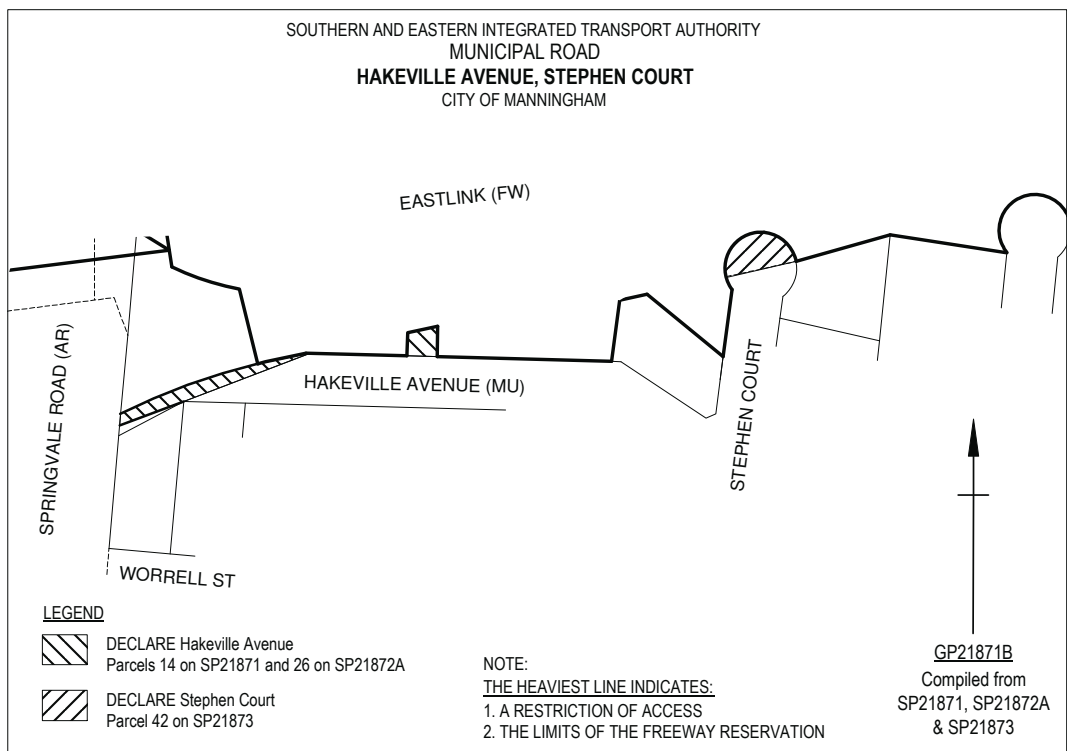 SOUTHERN AND EASTERN INTEGRATED TRANSPORT AUTHORITY
MUNICIPAL ROAD
HAKEVILLE AVENUE, STEPHEN COURT
CITY OF MANNINGHAM
EASTLINK (FW)
SPRINGVALE ROAD (AR)
HAKEVILLE AVENUE (MU)
STEPHEN COURT
WORRELL ST
LEGEND
DECLARE Hakeville Avenue
Parcels 14 on SP21871 and 26 on SP21872A
DECLARE Stephen Court
Parcel 42 on SP21873
NOTE:
THE HEAVIEST LINE INDICATES:
1. A RESTRICTION OF ACCESS
2. THE LIMITS OF THE FREEWAY RESERVATION
GP21871B
Compiled from
SP21871, SP21872A
& SP21873